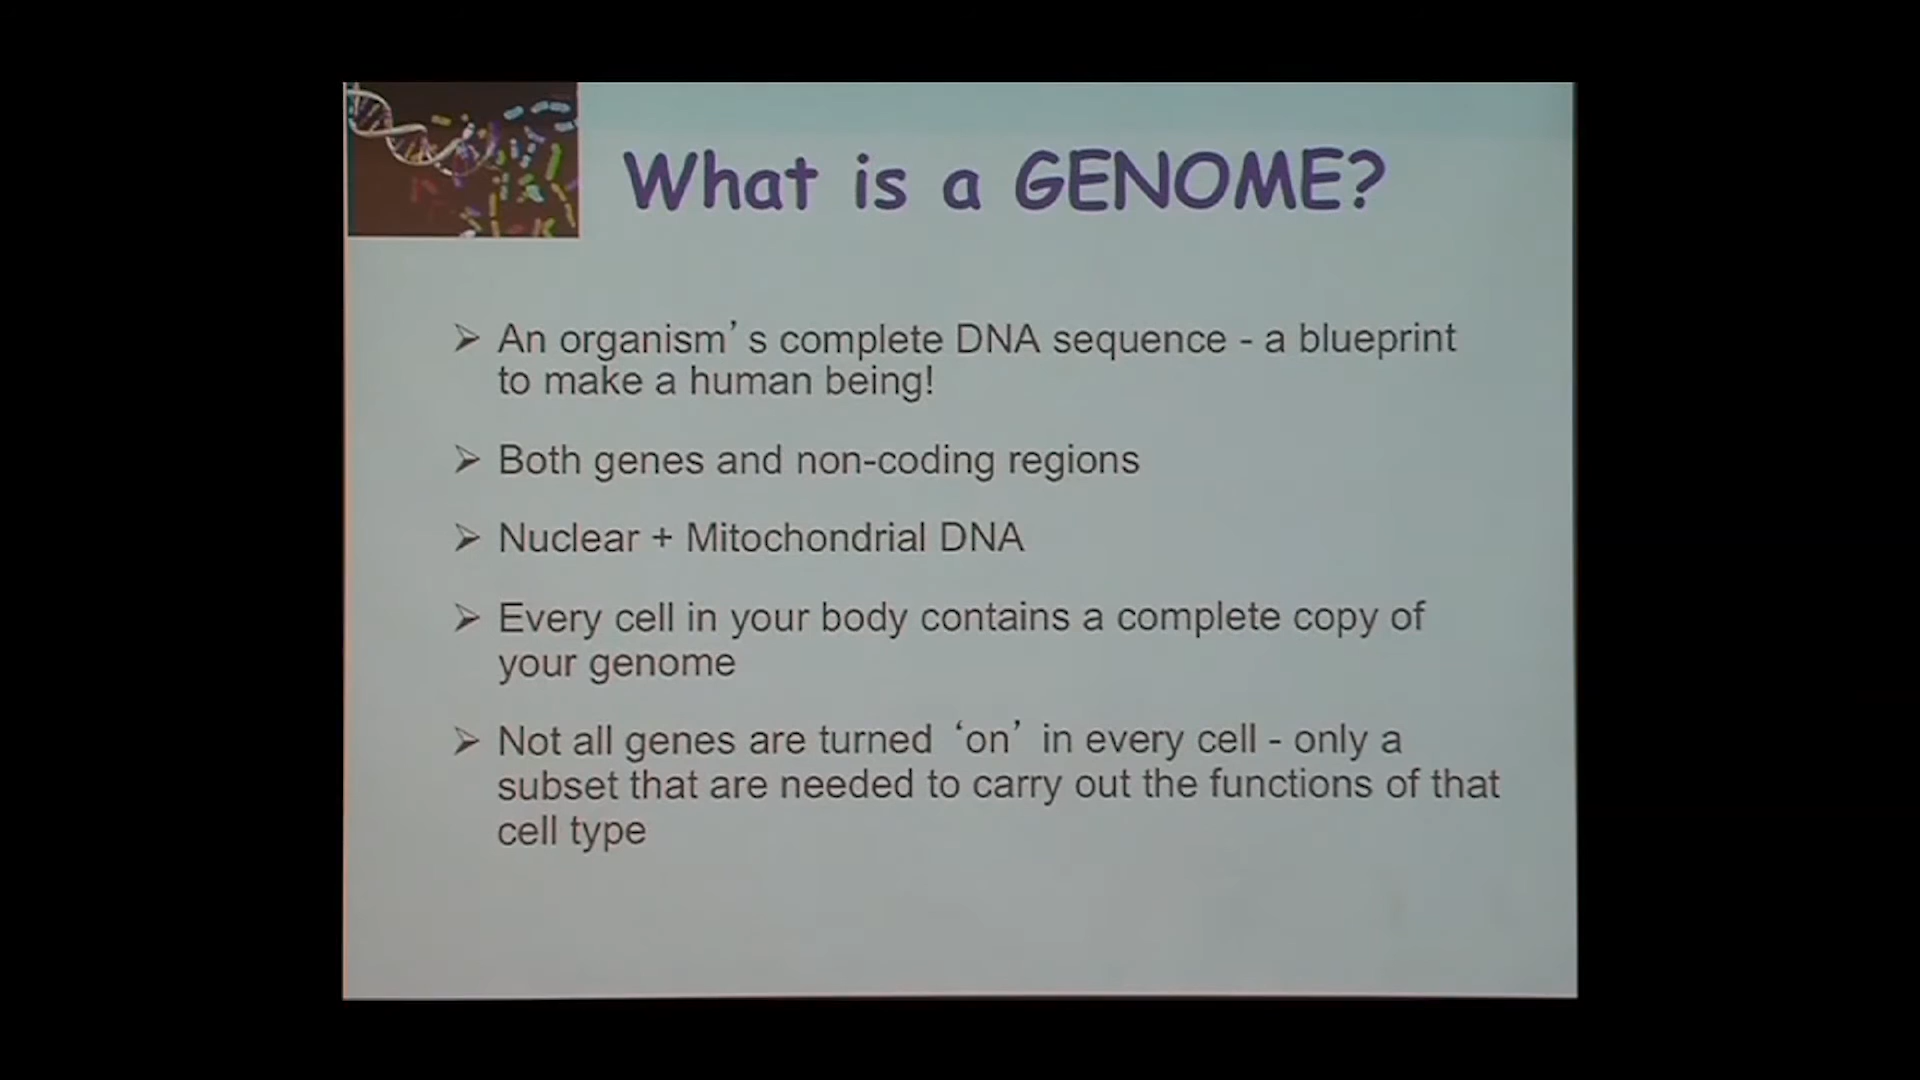 What is a GENOME?
➢ An organism’s complete DNA sequence - a blueprint
to make a human being!
➢ Both genes and non-coding regions
➢ Nuclear + Mitochondrial DNA
➢ Every cell in your body contains a complete copy of
your genome
➢ Not all genes are turned ‘on’ in every cell - only a
subset that are needed to carry out the functions of that
cell type